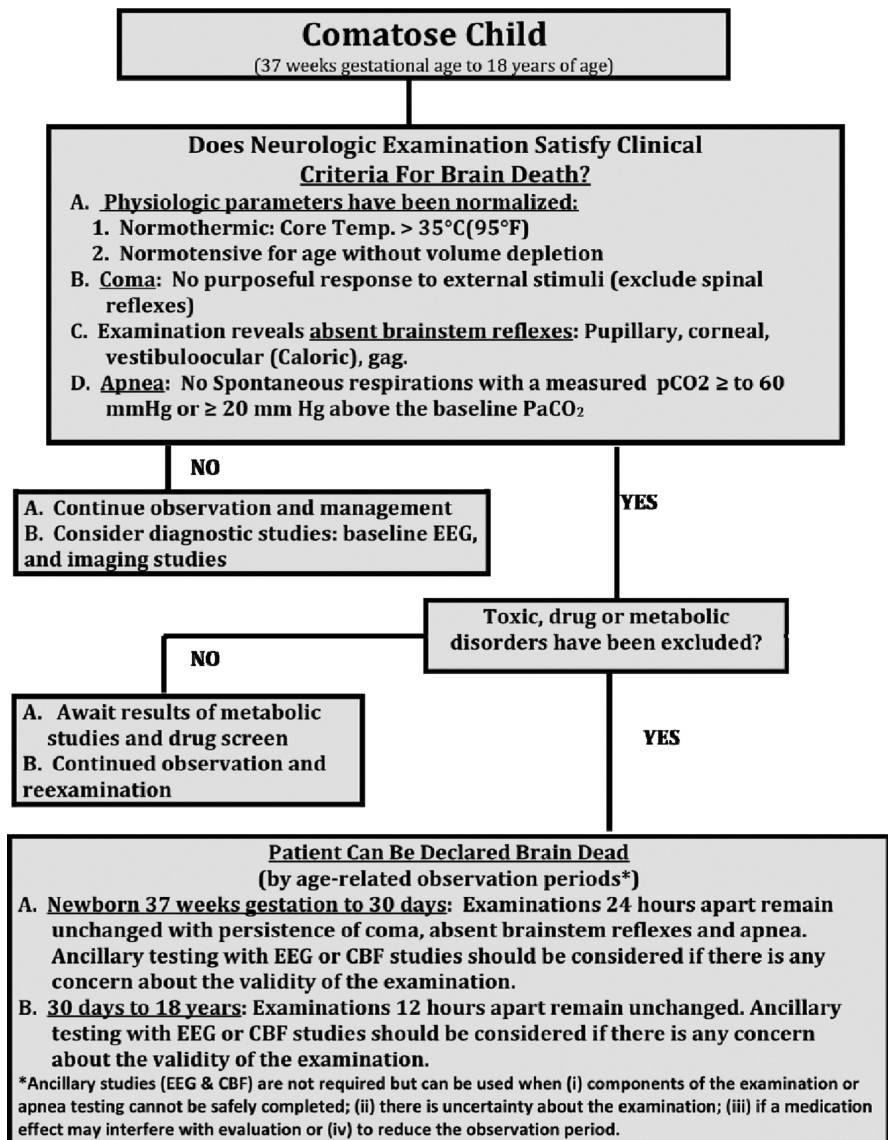 Comatose Child
(37 weeks gestational age to 18 years of age)
Does Neurologic Examination Satisfy Clinical
Criteria For Brain Death?
A. Physiologic parameters have been normalized:
1. Normothermic: Core Temp. > 35°C(95°F)
2. Normotensive for age without volume depletion
B. Coma: No purposeful response to external stimuli (exclude spinal
reflexes)
C. Examination reveals absent brainstem reflexes: Pupillary, corneal,
vestibuloocular (Caloric), gag.
D. Apnea: No Spontaneous respirations with a measured pCO2 ≥ to 60
mmHg or ≥ 20 mm Hg above the baseline PaCO₂
NO
A. Continue observation and management
B. Consider diagnostic studies: baseline EEG,
and imaging studies
YES
Toxic, drug or metabolic
disorders have been excluded?
NO
A. Await results of metabolic
studies and drug screen
B. Continued observation and
reexamination
YES
Patient Can Be Declared Brain Dead
(by age-related observation periods*)
A. Newborn 37 weeks gestation to 30 days: Examinations 24 hours apart remain
unchanged with persistence of coma, absent brainstem reflexes and apnea.
Ancillary testing with EEG or CBF studies should be considered if there is any
concern about the validity of the examination.
B. 30 days to 18 years: Examinations 12 hours apart remain unchanged. Ancillary
testing with EEG or CBF studies should be considered if there is any concern
about the validity of the examination.
*Ancillary studies (EEG & CBF) are not required but can be used when (i) components of the examination or
apnea testing cannot be safely completed; (ii) there is uncertainty about the examination; (iii) if a medication
effect may interfere with evaluation or (iv) to reduce the observation period.